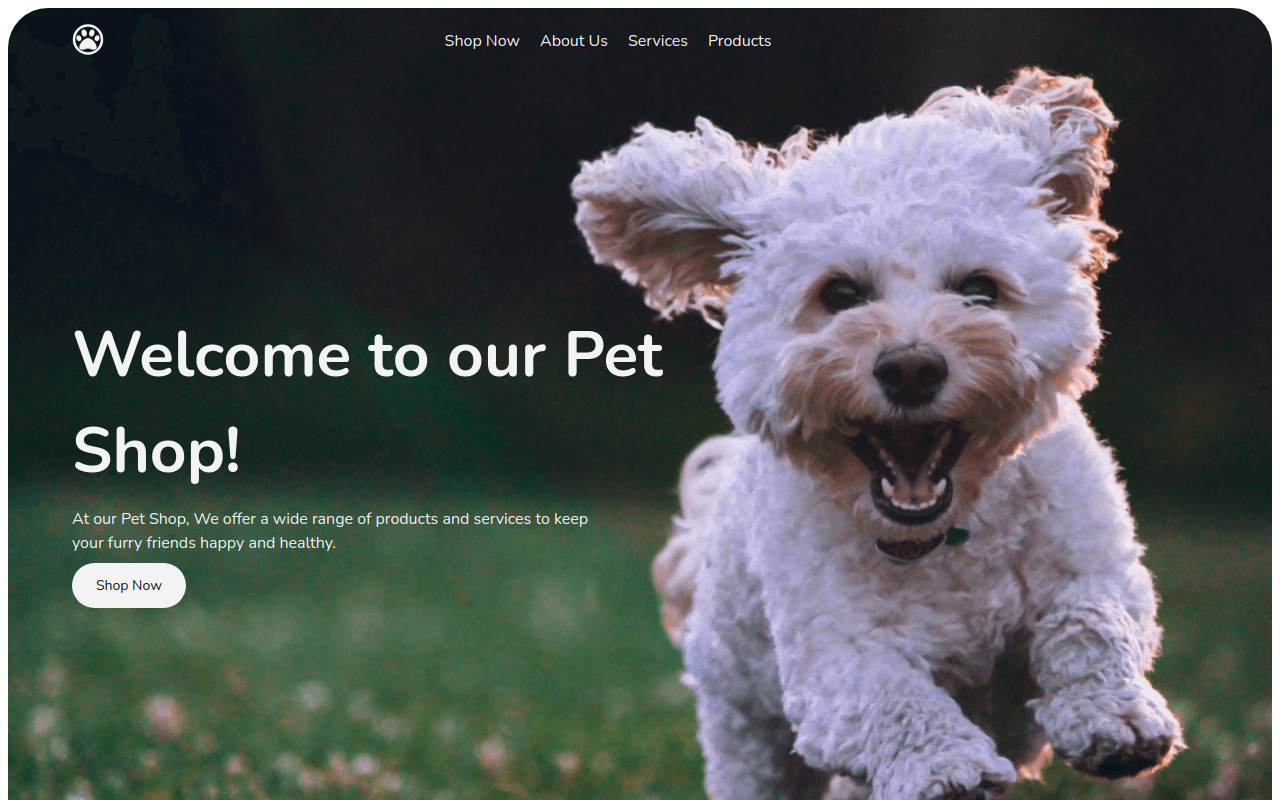 Shop Now About Us Services Products
Welcome to our Pet
Shop!
At our Pet Shop, We offer a wide range of products and services to keep
your furry friends happy and healthy.
Shop Now